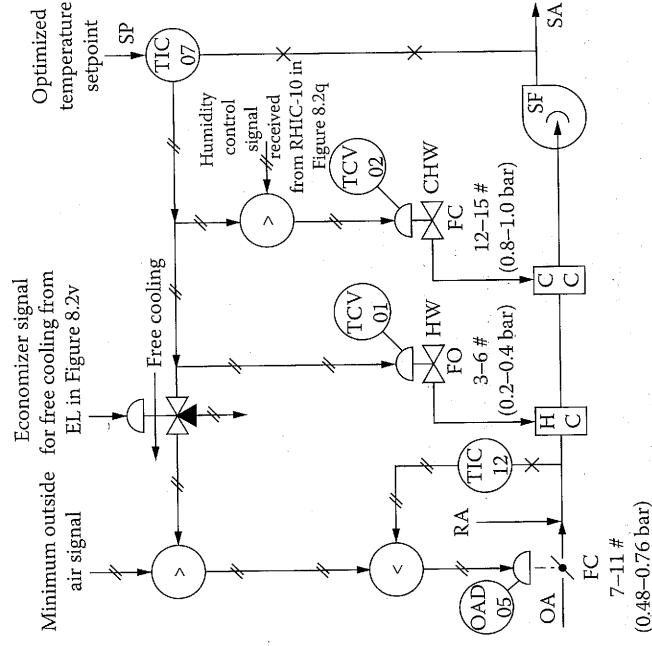 Optimized
temperature
setpoint
SP
TIC
07
SA
Economizer signal
for free cooling from
EL in Figure 8.2v
Free cooling
Humidity
control
signal
received
from RHIC-10 in
Figure 8.2q
>
TCV
02
CHW
FC
12–15 #
(0.8–1.0 bar)
C
C
SF
TCV
01
HW
FO
3–6 #
(0.2–0.4 bar)
H
C
Minimum outside
air signal
>
<
TIC
12
RA
OAD
05
OA
FC
7–11 #
(0.48–0.76 bar)